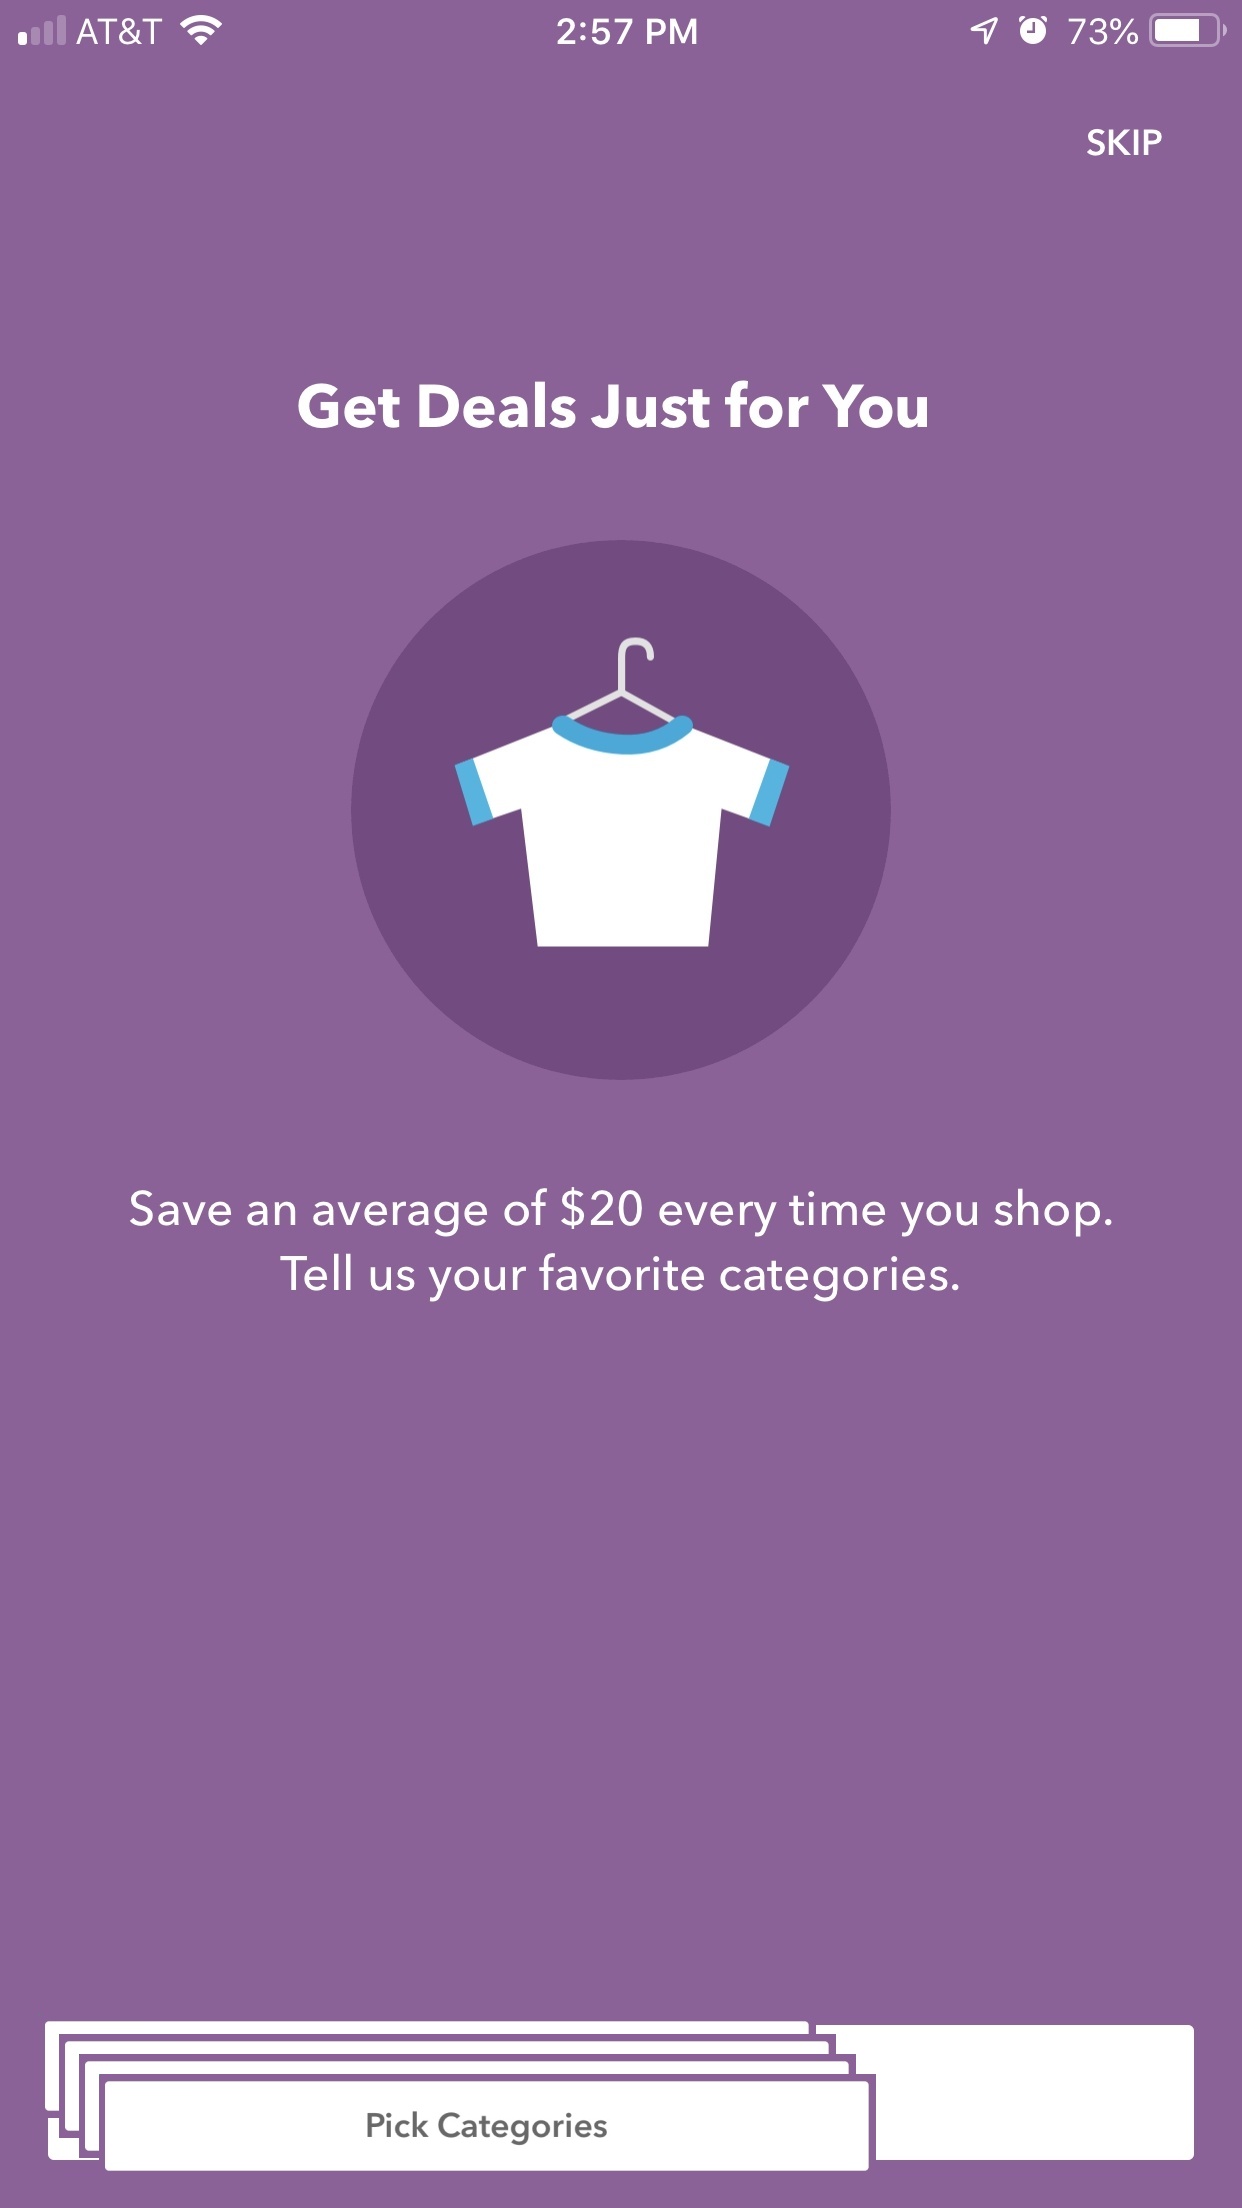 AT&T 2:57 PM 73%
SKIP
Get Deals Just for You
Save an average of $20 every time you shop.
Tell us your favorite categories.
Pick Categories